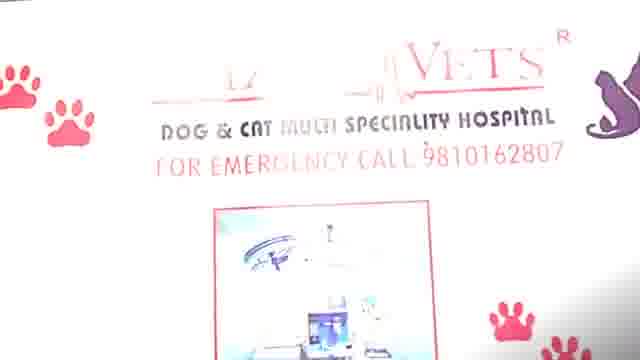 VETS ®
DOG & CAT MULTI SPECIALITY HOSPITAL
FOR EMERGENCY CALL 9810162807